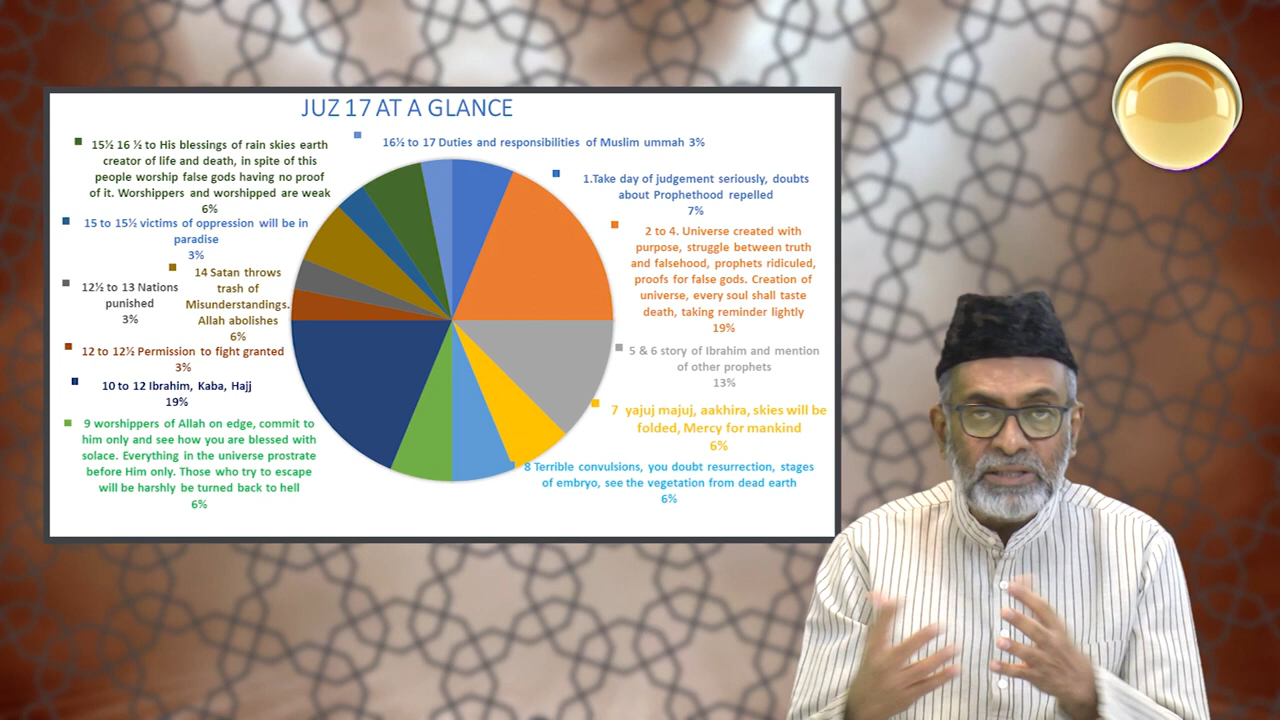 JUZ 17 AT A GLANCE
16½ to 17 Duties and responsibilities of Muslim ummah 3%
1.Take day of judgement seriously, doubts
about Prophethood repelled
7%
2 to 4. Universe created with
purpose, struggle between truth
and falsehood, prophets ridiculed,
proofs for false gods. Creation of
universe, every soul shall taste
death, taking reminder lightly
19%
5 & 6 story of Ibrahim and mention
of other prophets
13%
7 yajuj majuj, aakhira, skies will be
folded, Mercy for mankind
6%
8 Terrible convulsions, you doubt resurrection, stages
of embryo, see the vegetation from dead earth
6%
9 worshippers of Allah on edge, commit to
him only and see how you are blessed with
solace. Everything in the universe prostrate
before Him only. Those who try to escape
will be harshly be turned back to hell
6%
10 to 12 Ibrahim, Kaba, Hajj
19%
12 to 12½ Permission to fight granted
3%
12½ to 13 Nations
punished
3%
14 Satan throws
trash of
Misunderstandings.
Allah abolishes
6%
15 to 15½ victims of oppression will be in
paradise
3%
15½ 16 ½ to His blessings of rain skies earth
creator of life and death, in spite of this
people worship false gods having no proof
of it. Worshippers and worshipped are weak
6%